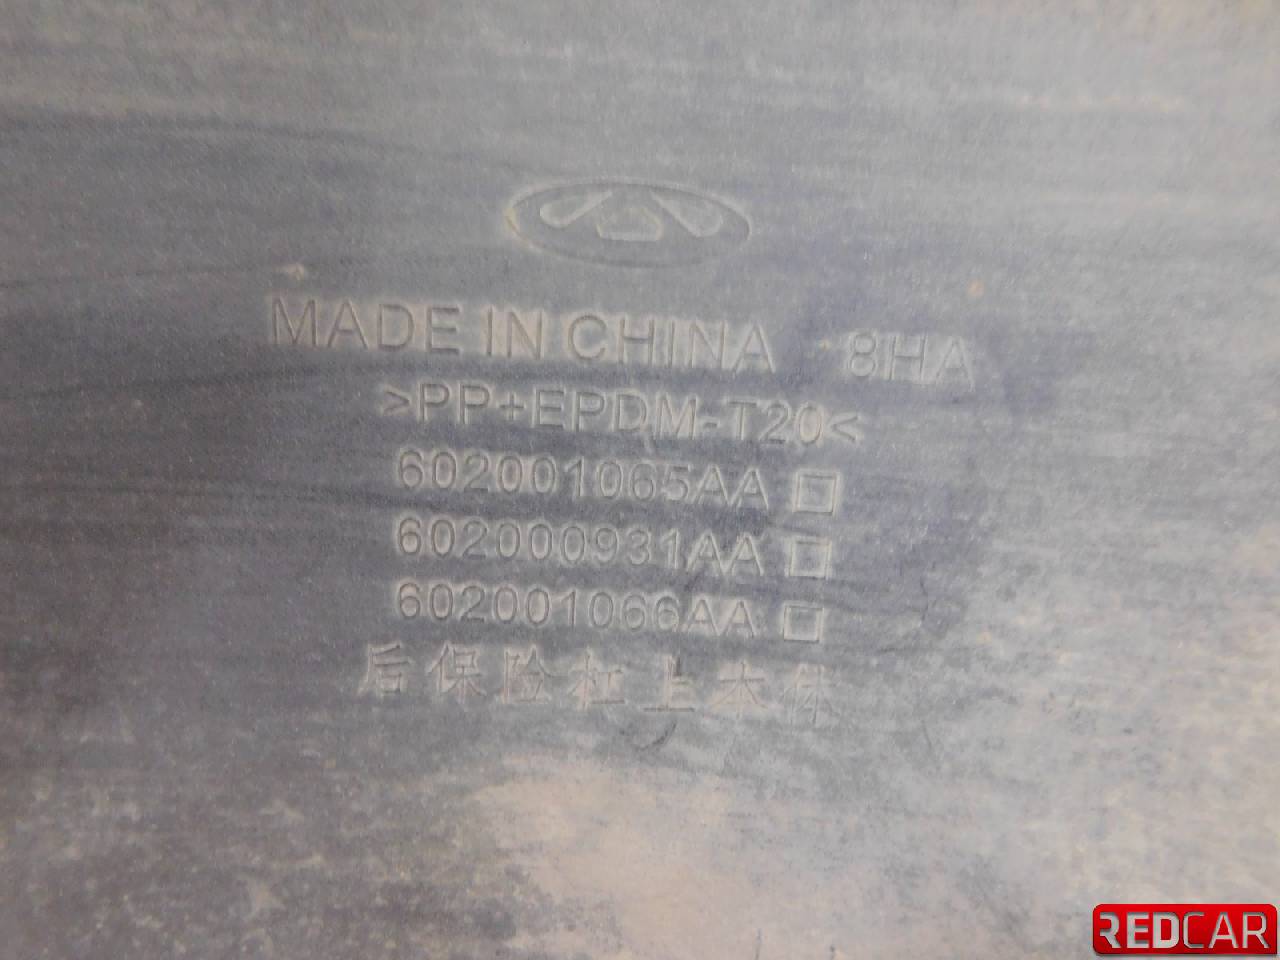 MADE IN CHINA 8HA
>PP+EPDM-T20<
602001065AA □
602000931AA □
602001066AA □
后保险杠上本体
REDCAR